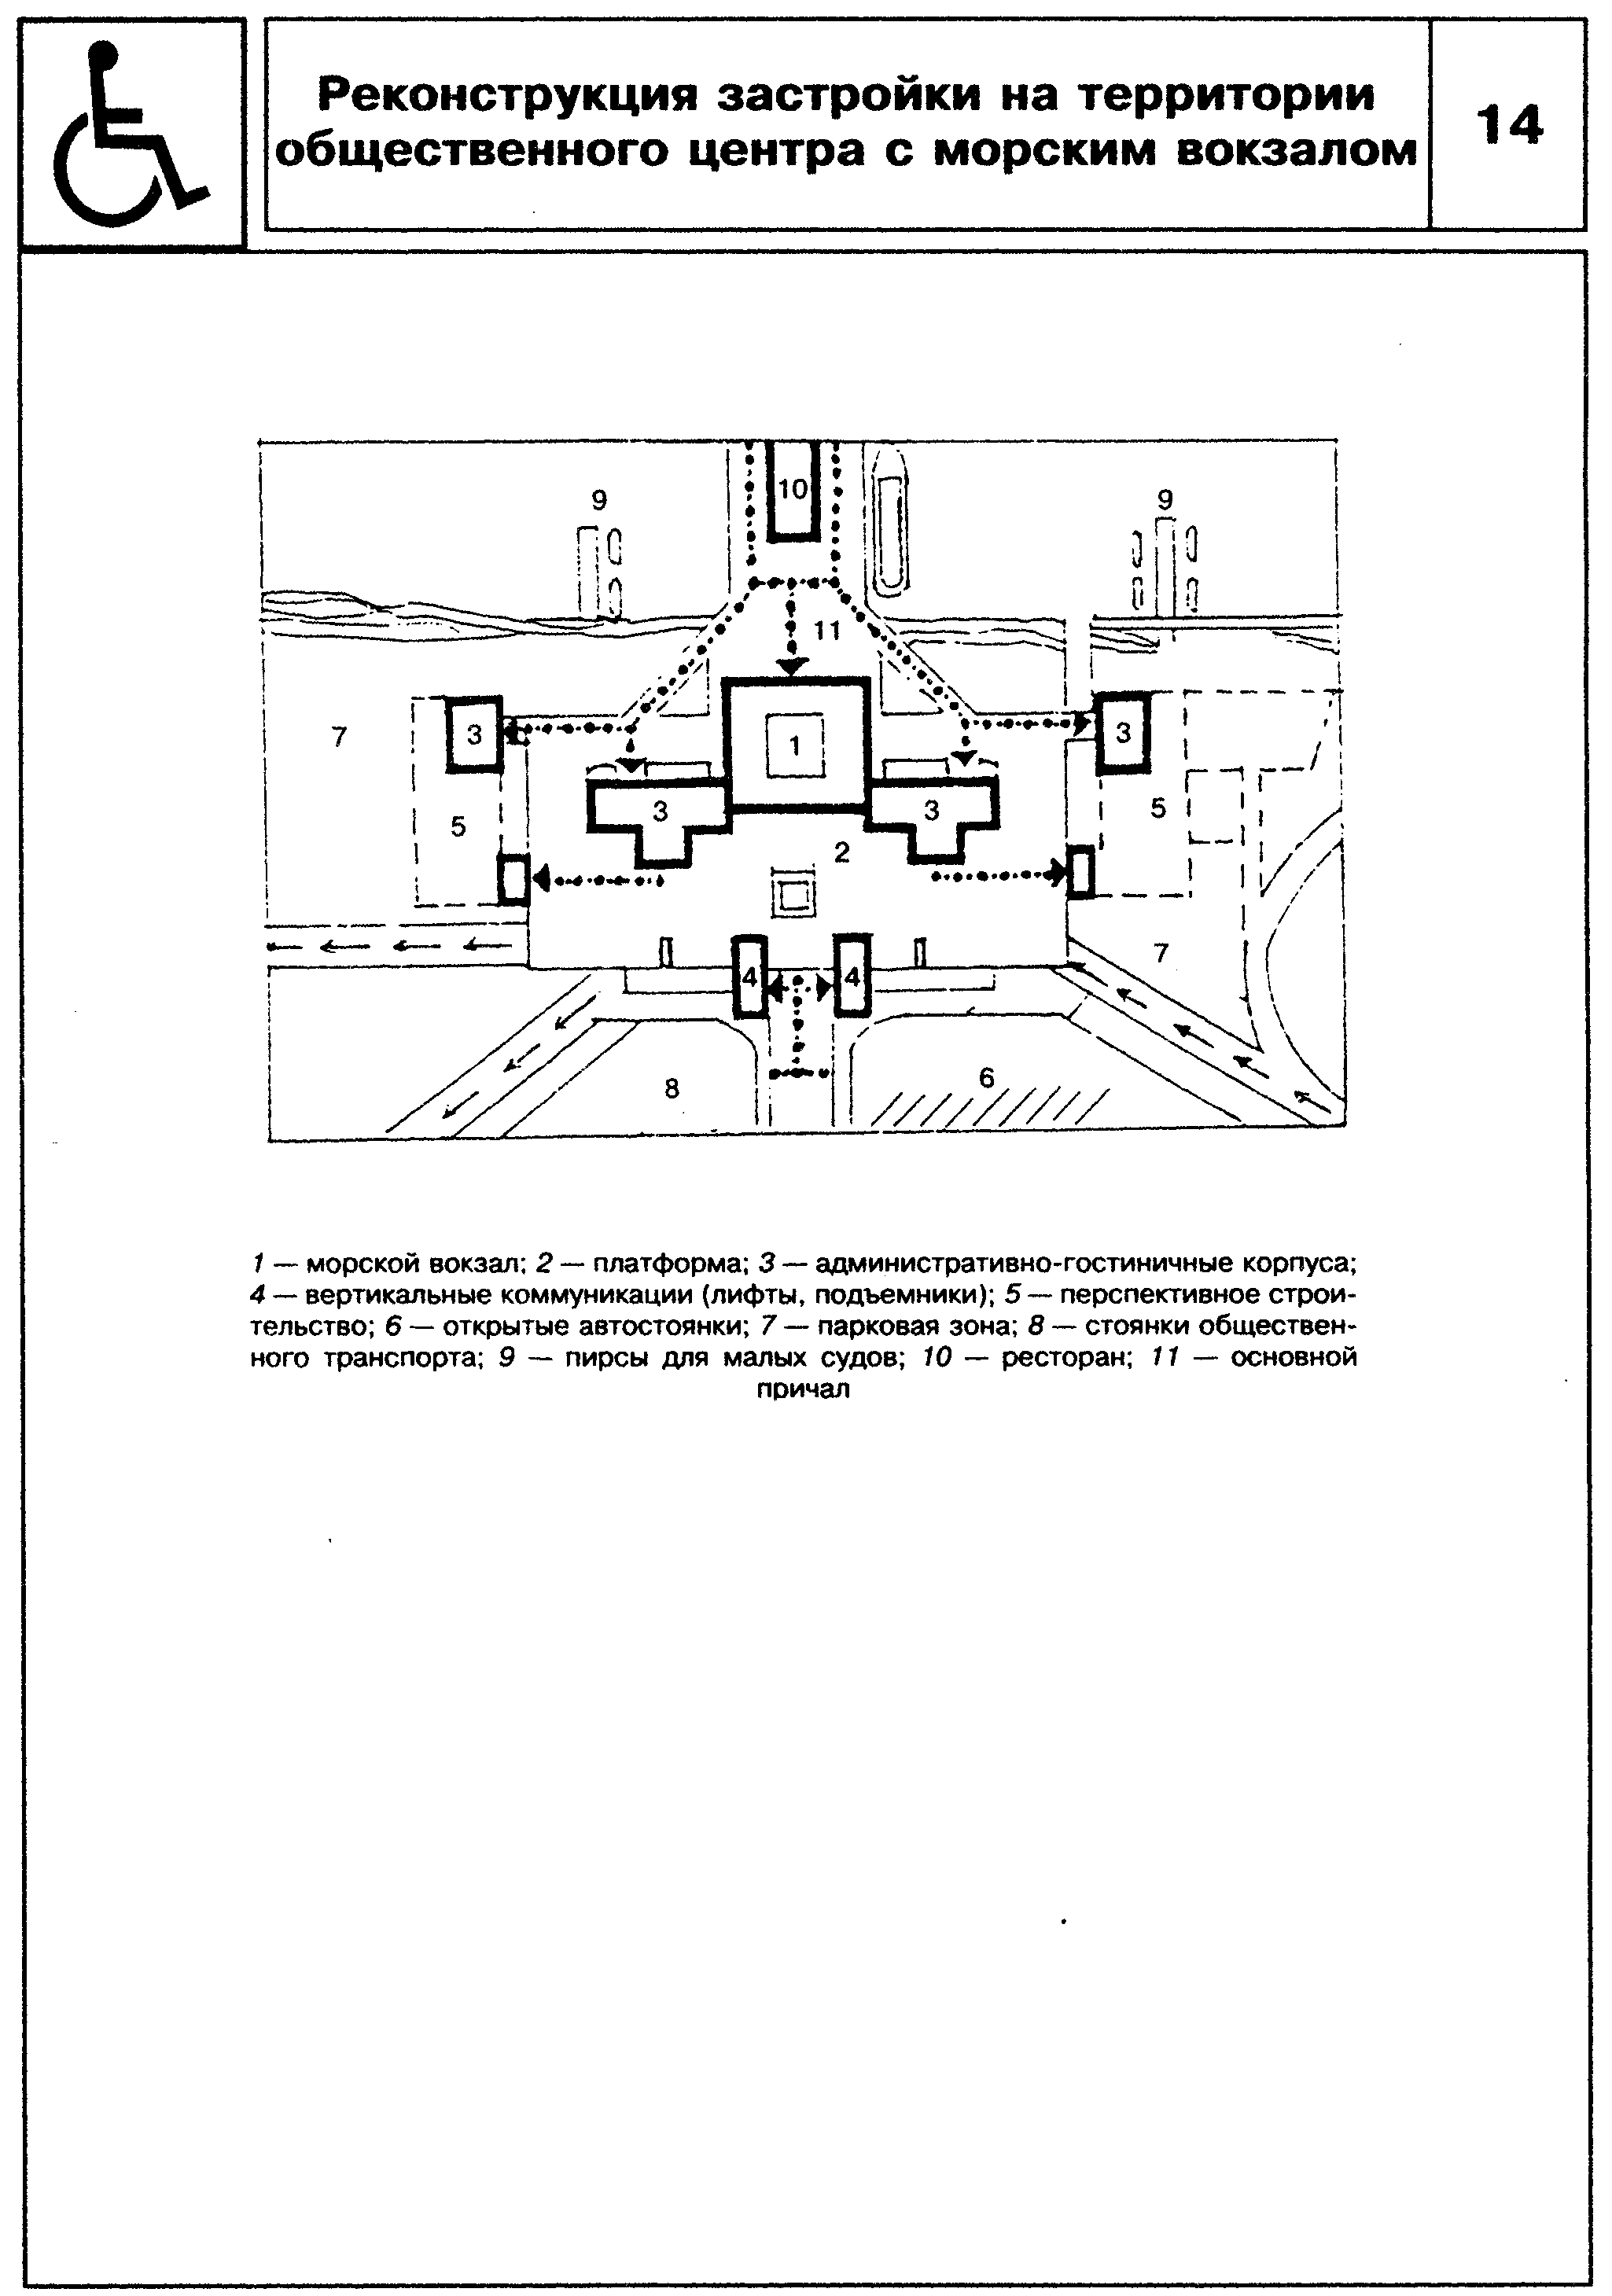 Реконструкция застройки на территории
общественного центра с морским вокзалом
14
10
9
9
11
7
3
1
3
3
3
5
5
2
7
4
4
8
6
1 — морской вокзал; 2 — платформа; 3 — административно-гостиничные корпуса;
4 — вертикальные коммуникации (лифты, подъемники); 5 — перспективное строи-
тельство; 6 — открытые автостоянки; 7 — парковая зона; 8 — стоянки обществен-
ного транспорта; 9 — пирсы для малых судов; 10 — ресторан; 11 — основной
причал